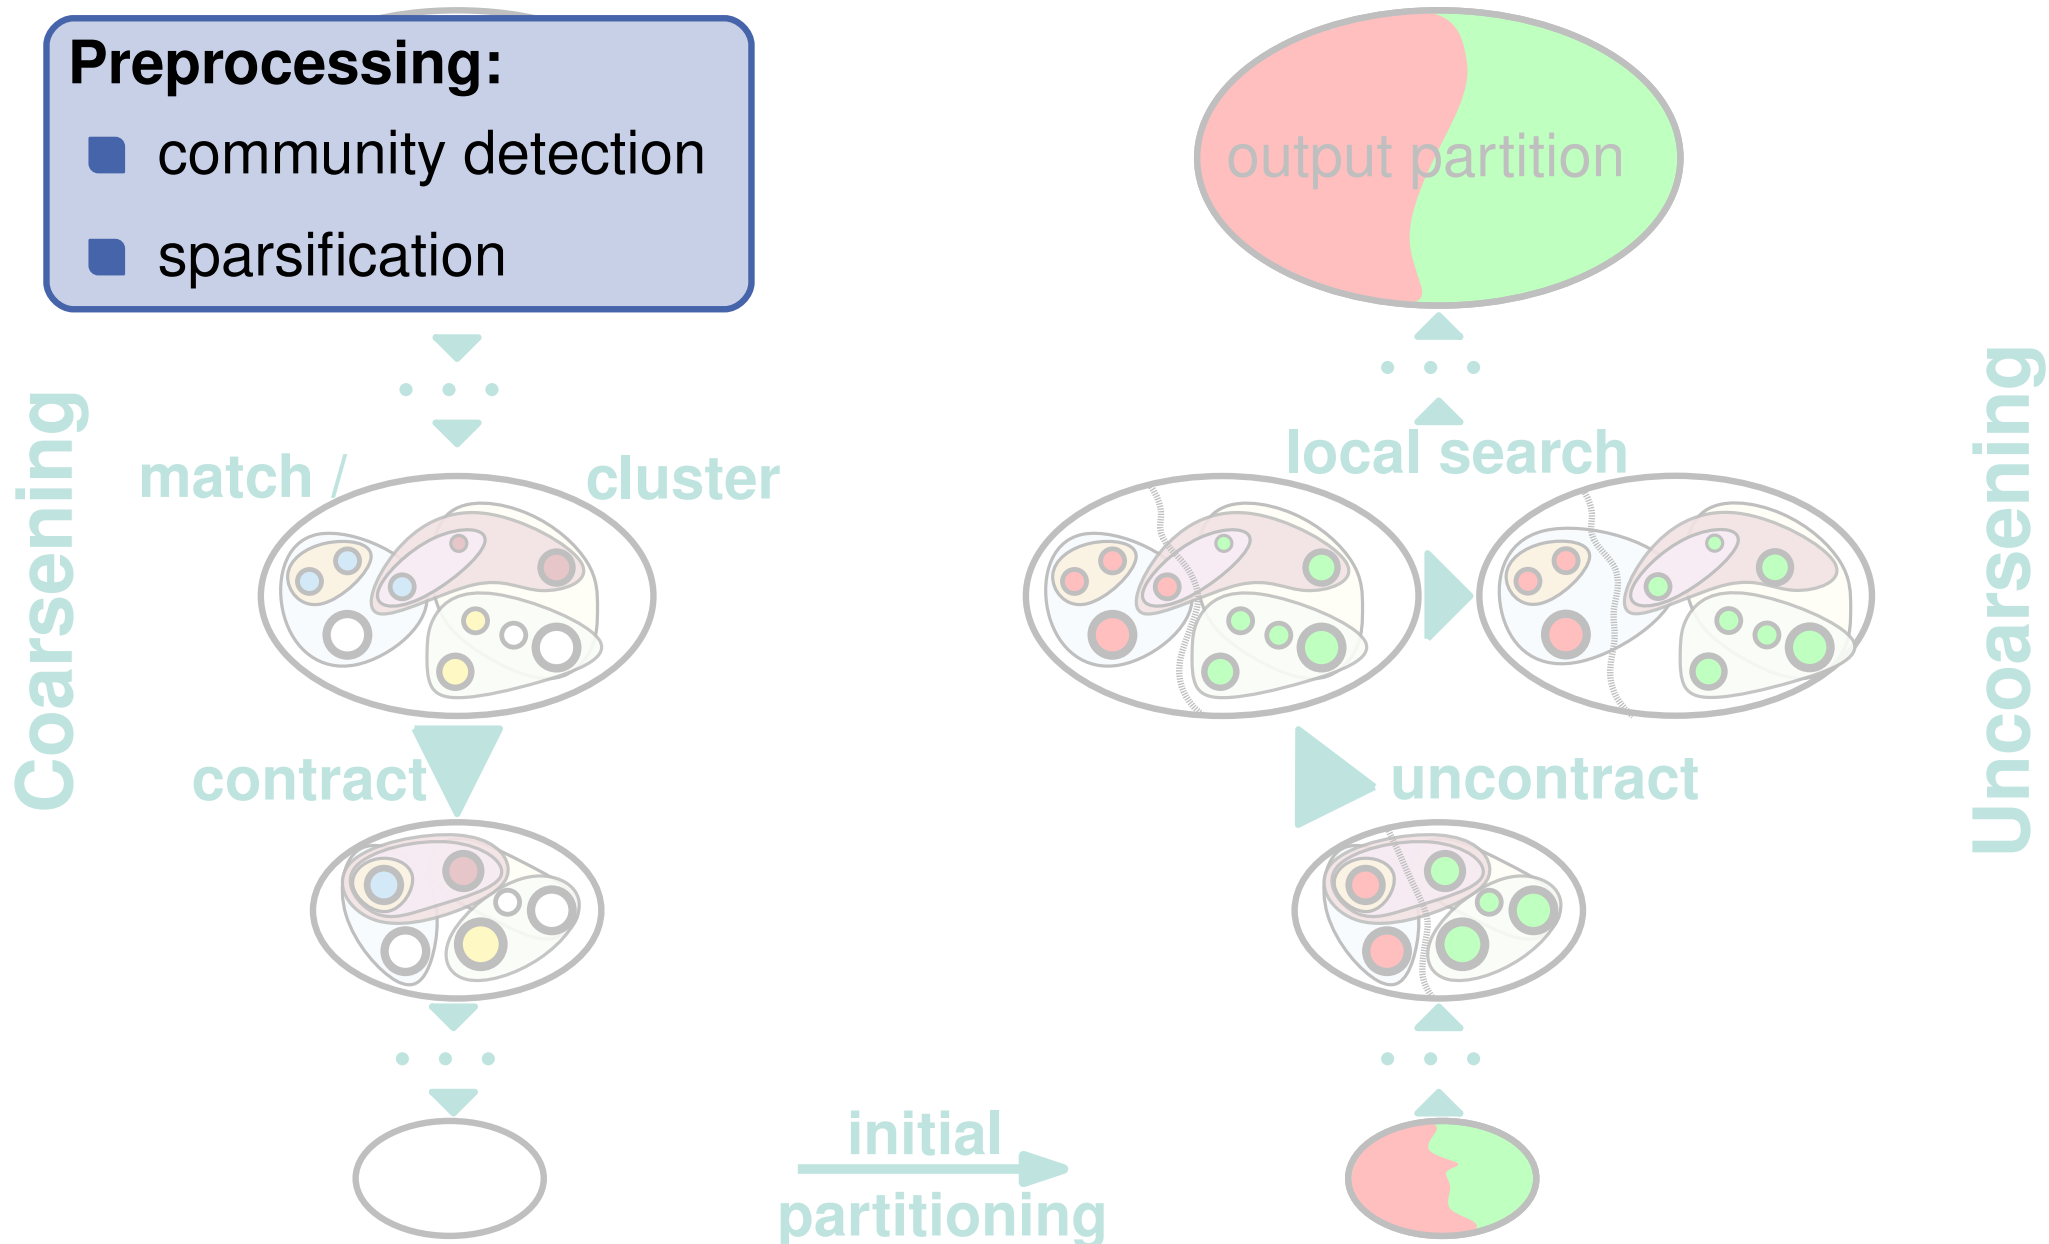 Preprocessing:
community detection
sparsification
output partition
Coarsening
match / cluster
contract
initial
partitioning
local search
uncontract
Uncoarsening